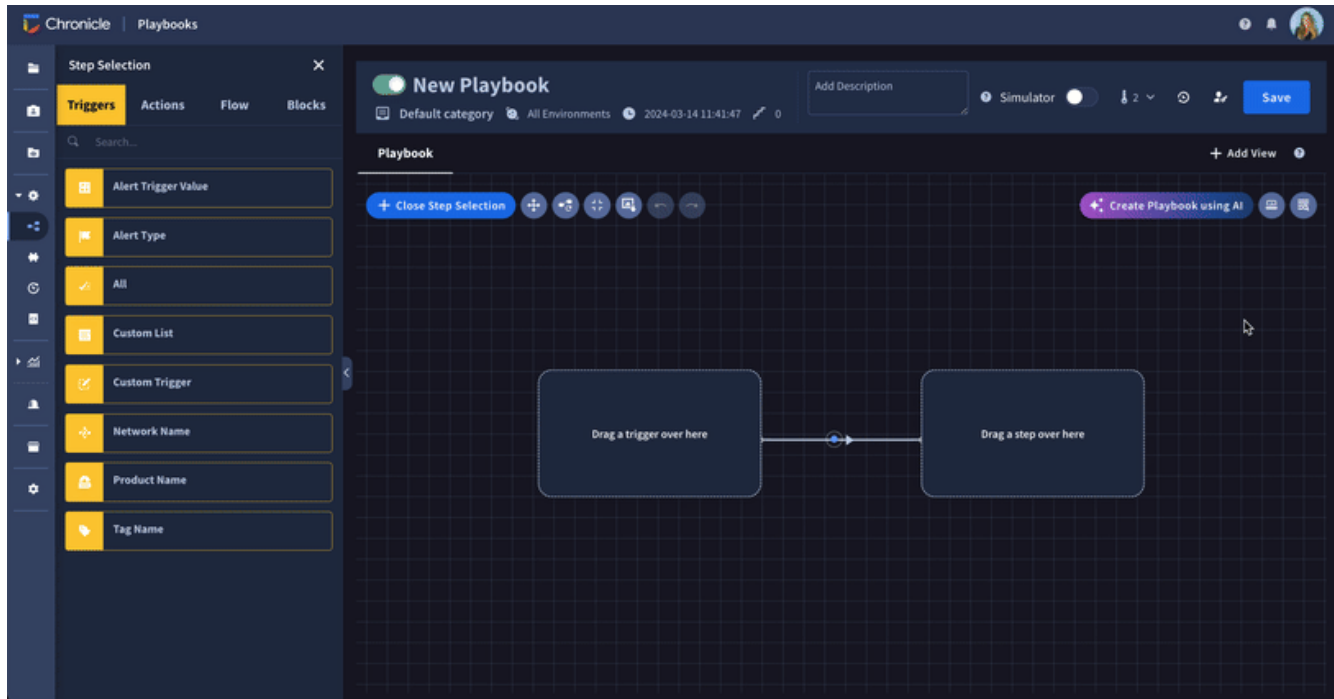 Chronicle | Playbooks
Step Selection
Triggers Actions Flow Blocks
Search...
Alert Trigger Value
Alert Type
All
Custom List
Custom Trigger
Network Name
Product Name
Tag Name
New Playbook
Default category All Environments 2024-03-14 11:41:47 0
Add Description
Simulator 2
Save
Playbook
+ Add View
+ Close Step Selection
Create Playbook using AI
Drag a trigger over here
Drag a step over here